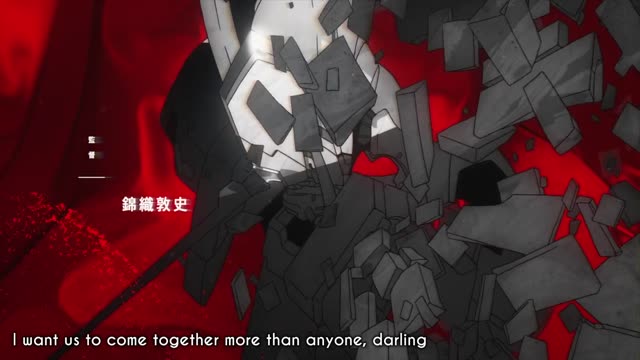 監督
錦織敦史
I want us to come together more than anyone, darling